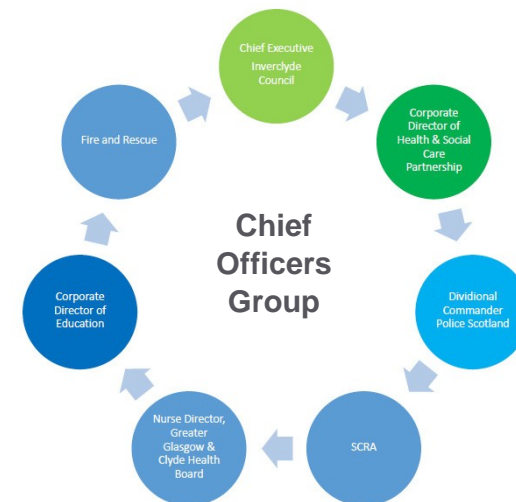 Chief Executive
Inverclyde
Council
Corporate
Director of
Health & Social
Care
Partnership
Dividional
Commander
Police Scotland
SCRA
Nurse Director,
Greater
Glasgow &
Clyde Health
Board
Corporate
Director of
Education
Fire and Rescue
Chief
Officers
Group